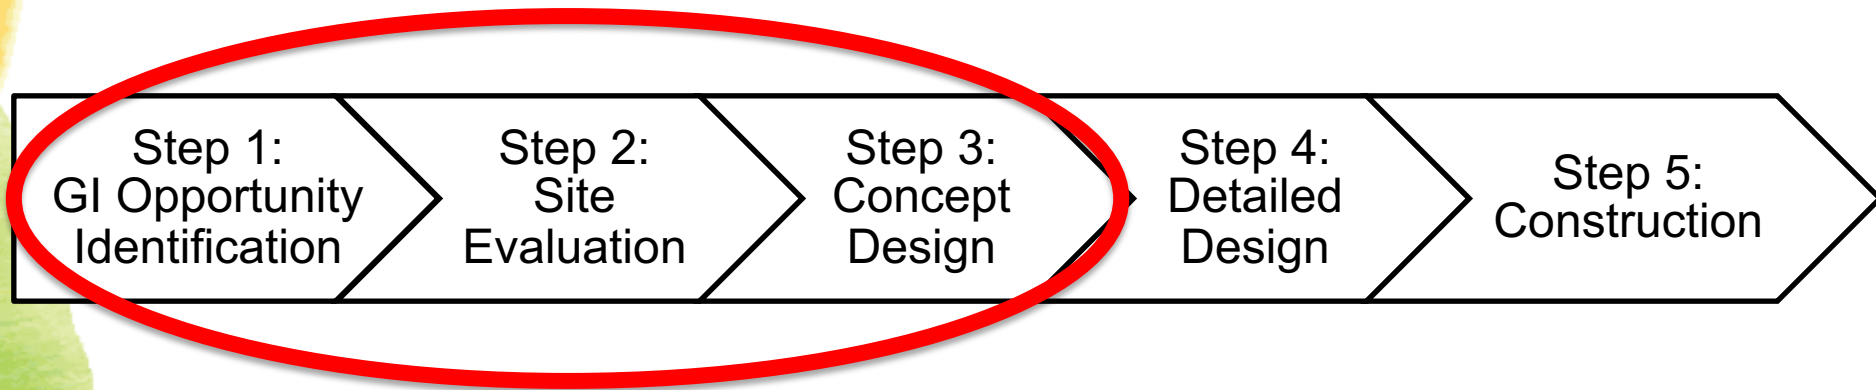 Step 1:
GI Opportunity
Identification
Step 2:
Site
Evaluation
Step 3:
Concept
Design
Step 4:
Detailed
Design
Step 5:
Construction